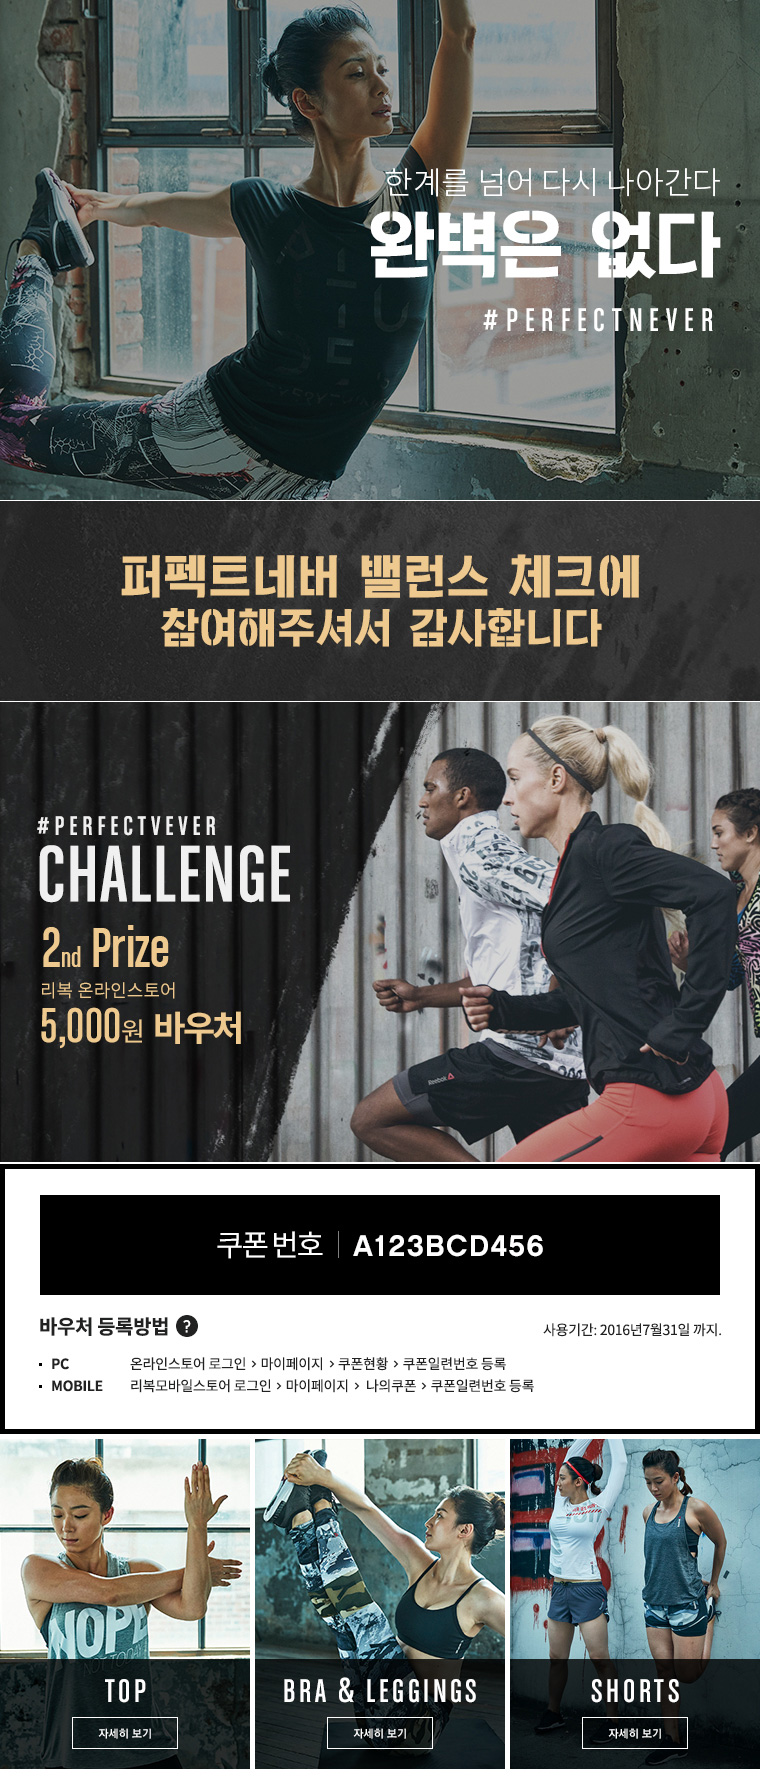 한계를 넘어 다시 나아간다
완벽은 없다
#PERFECTNEVER
퍼펙트네버 밸런스 체크에
참여해주셔서 감사합니다
#PERFECTVEVER
CHALLENGE
2nd Prize
리복 온라인스토어
5,000원 바우처
Reebok
쿠폰 번호 | A123BCD456
바우처 등록방법 ?
사용기간: 2016년7월31일 까지.
▪ PC 온라인스토어 로그인 > 마이페이지 > 쿠폰현황 > 쿠폰일련번호 등록
▪ MOBILE 리복모바일스토어 로그인 > 마이페이지 > 나의쿠폰 > 쿠폰일련번호 등록
NOPE
NOT TODAY
TOP
자세히 보기
BRA & LEGGINGS
자세히 보기
SHORTS
자세히 보기